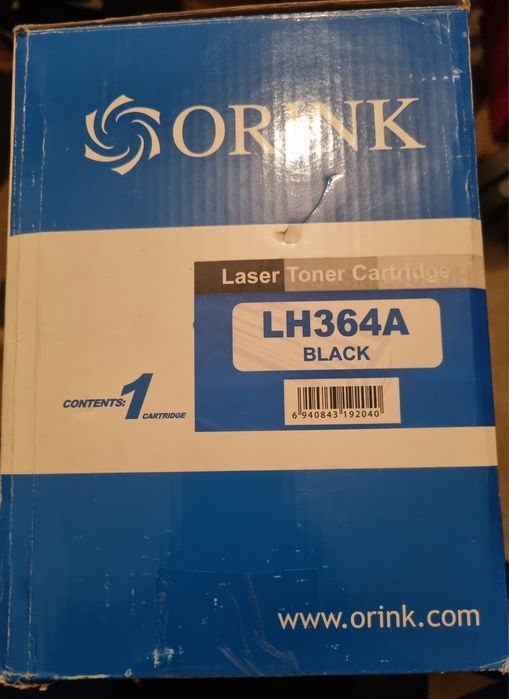 ORINK
Laser Toner Cartridge
LH364A
BLACK
CONTENTS: 1 CARTRIDGE
6 940843 192040
www.orink.com